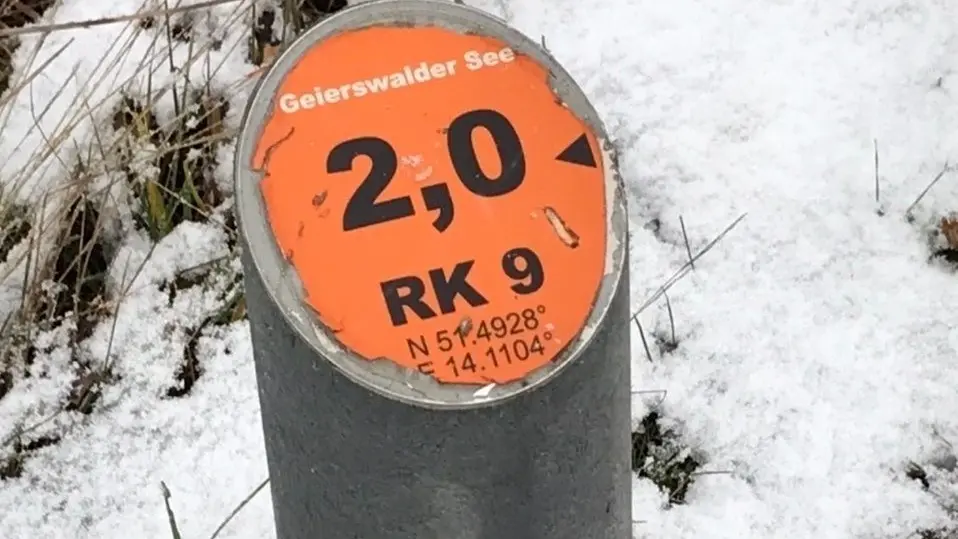 Geierswalder See
2,0
RK 9
N 51.4928°
E 14.1104°